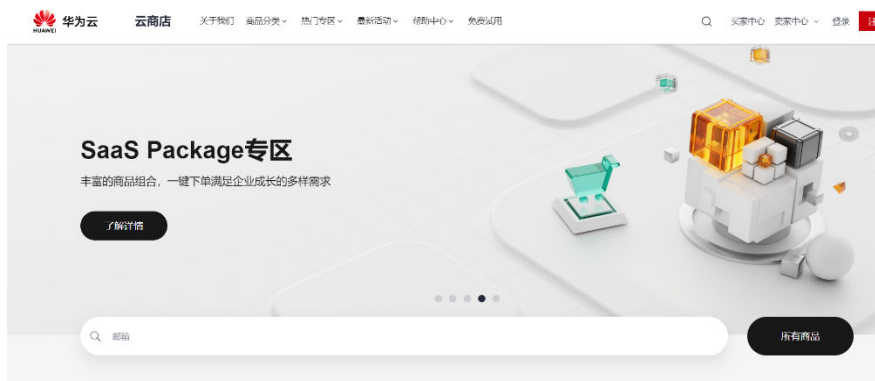 HUAWEI 华为云 云商店 关于我们 商品分类 热门专区 最新活动 帮助中心 免费试用 买家中心 卖家中心 登录
SaaS Package专区
丰富的商品组合，一键下单满足企业成长的多样需求
了解详情
邮箱 所有商品